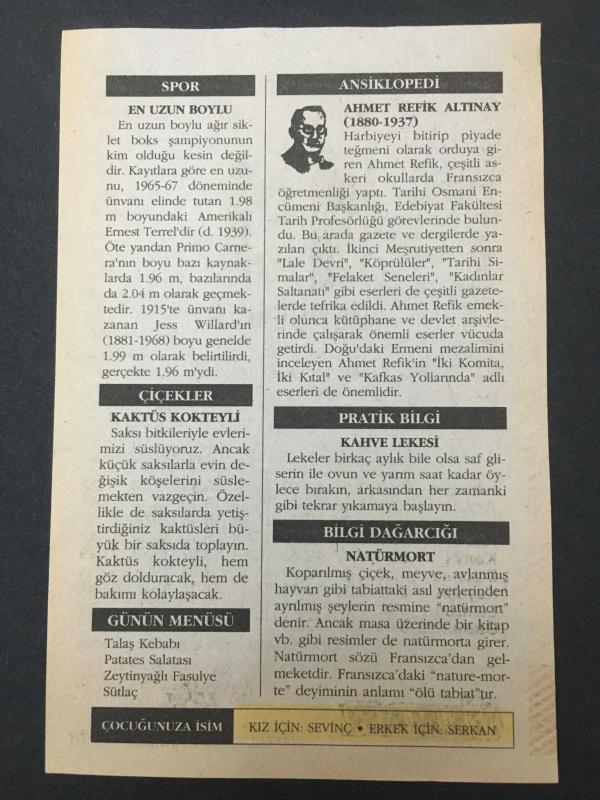 SPOR
EN UZUN BOYLU
En uzun boylu ağır sik-
let boks şampiyonunun
kim olduğu kesin değil-
dir. Kayıtlara göre en uzu-
nu, 1965-67 döneminde
ünvanı elinde tutan 1.98
m boyundaki Amerikalı
Ernest Terrel'dir (d. 1939).
Öte yandan Primo Carne-
ra'nın boyu bazı kaynak-
larda 1.96 m, bazılarında
da 2.04 m olarak geçmek-
tedir. 1915'te ünvanı ka-
zanan Jess Willard'ın
(1881-1968) boyu genelde
1.99 m olarak belirtilirdi,
gerçekte 1.96 m'ydi.
ÇİÇEKLER
KAKTÜS KOKTEYLİ
Saksı bitkileriyle evleri-
mizi süslüyoruz. Ancak
küçük saksılarla evin de-
ğişik köşelerini süsle-
mekten vazgeçin. Özel-
likle de saksılarda yetiş-
tirdiğiniz kaktüsleri bü-
yük bir saksıda toplayın.
Kaktüs kokteyli, hem
göz dolduracak, hem de
bakımı kolaylaşacak.
GÜNÜN MENÜSÜ
Talaş Kebabı
Patates Salatası
Zeytinyağlı Fasulye
Sütlaç
ANSİKLOPEDİ
AHMET REFİK ALTINAY
(1880-1937)
Harbiyeyi bitirip piyade
teğmeni olarak orduya gi-
ren Ahmet Refik, çeşitli as-
keri okullarda Fransızca
öğretmenliği yaptı. Tarihi Osmani En-
cümeni Başkanlığı, Edebiyat Fakültesi
Tarih Profesörlüğü görevlerinde bulun-
du. Bu arada gazete ve dergilerde ya-
zıları çıktı. İkinci Meşrutiyetten sonra
"Lale Devri", "Köprülüler", "Tarihi Si-
malar", "Felaket Seneleri", "Kadınlar
Saltanatı" gibi eserleri de çeşitli gazete-
lerde tefrika edildi. Ahmet Refik emek-
li olunca kütüphane ve devlet arşivle-
rinde çalışarak önemli eserler vücuda
getirdi. Doğu'daki Ermeni mezalimini
inceleyen Ahmet Refik'in "İki Komita,
İki Kıtal" ve "Kafkas Yollarında" adlı
eserleri de önemlidir.
PRATİK BİLGİ
KAHVE LEKESİ
Lekeler birkaç aylık bile olsa saf gli-
serin ile ovun ve yarım saat kadar öy-
lece bırakın, arkasından her zamanki
gibi tekrar yıkamaya başlayın.
BİLGİ DAĞARCIĞI
NATÜRMORT
Koparılmış çiçek, meyve, avlanmış
hayvan gibi tabiattaki asıl yerlerinden
ayrılmış şeylerin resmine “natürmort”
denir. Ancak masa üzerinde bir kitap
vb. gibi resimler de natürmorta girer.
Natürmort sözü Fransızca'dan gel-
mektedir. Fransızca'daki “nature-mor-
te” deyiminin anlamı “ölü tabiat”tır.
ÇOCUĞUNUZA İSİM KIZ İÇİN: SEVİNÇ • ERKEK İÇİN: SERKAN